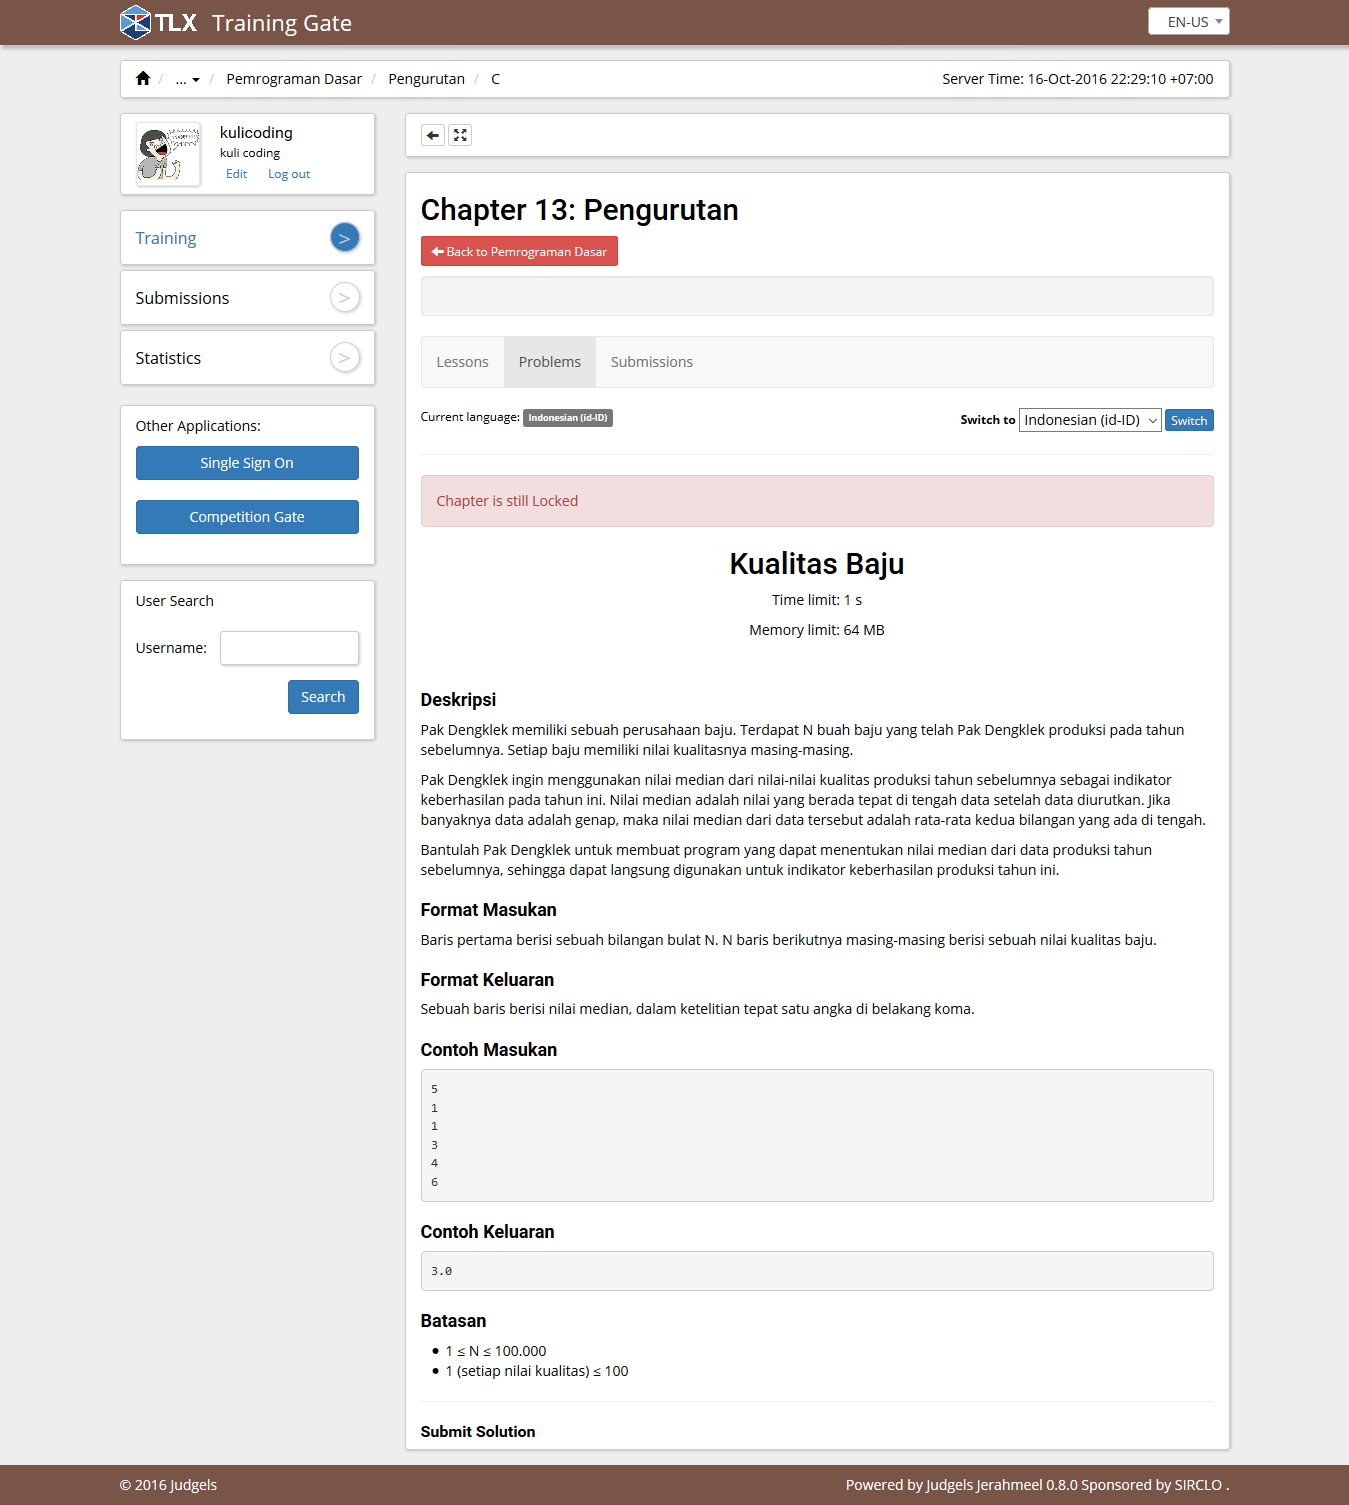 TLX Training Gate
EN-US
/ ... / Pemrograman Dasar / Pengurutan / C
Server Time: 16-Oct-2016 22:29:10 +07:00
kulicoding
kuli coding
Edit Log out
Training >
Submissions >
Statistics >
Other Applications:
Single Sign On
Competition Gate
User Search
Username:
Search
Chapter 13: Pengurutan
Back to Pemrograman Dasar
Lessons Problems Submissions
Current language: Indonesian (id-ID)
Switch to Indonesian (id-ID) Switch
Chapter is still Locked
Kualitas Baju
Time limit: 1 s
Memory limit: 64 MB
Deskripsi
Pak Dengklek memiliki sebuah perusahaan baju. Terdapat N buah baju yang telah Pak Dengklek produksi pada tahun
sebelumnya. Setiap baju memiliki nilai kualitasnya masing-masing.
Pak Dengklek ingin menggunakan nilai median dari nilai-nilai kualitas produksi tahun sebelumnya sebagai indikator
keberhasilan pada tahun ini. Nilai median adalah nilai yang berada tepat di tengah data setelah data diurutkan. Jika
banyaknya data adalah genap, maka nilai median dari data tersebut adalah rata-rata kedua bilangan yang ada di tengah.
Bantulah Pak Dengklek untuk membuat program yang dapat menentukan nilai median dari data produksi tahun
sebelumnya, sehingga dapat langsung digunakan untuk indikator keberhasilan produksi tahun ini.
Format Masukan
Baris pertama berisi sebuah bilangan bulat N. N baris berikutnya masing-masing berisi sebuah nilai kualitas baju.
Format Keluaran
Sebuah baris berisi nilai median, dalam ketelitian tepat satu angka di belakang koma.
Contoh Masukan
5
1
1
3
4
6
Contoh Keluaran
3.0
Batasan
• 1 ≤ N ≤ 100.000
• 1 (setiap nilai kualitas) ≤ 100
Submit Solution
© 2016 Judgels
Powered by Judgels Jerahmeel 0.8.0 Sponsored by SIRCLO .